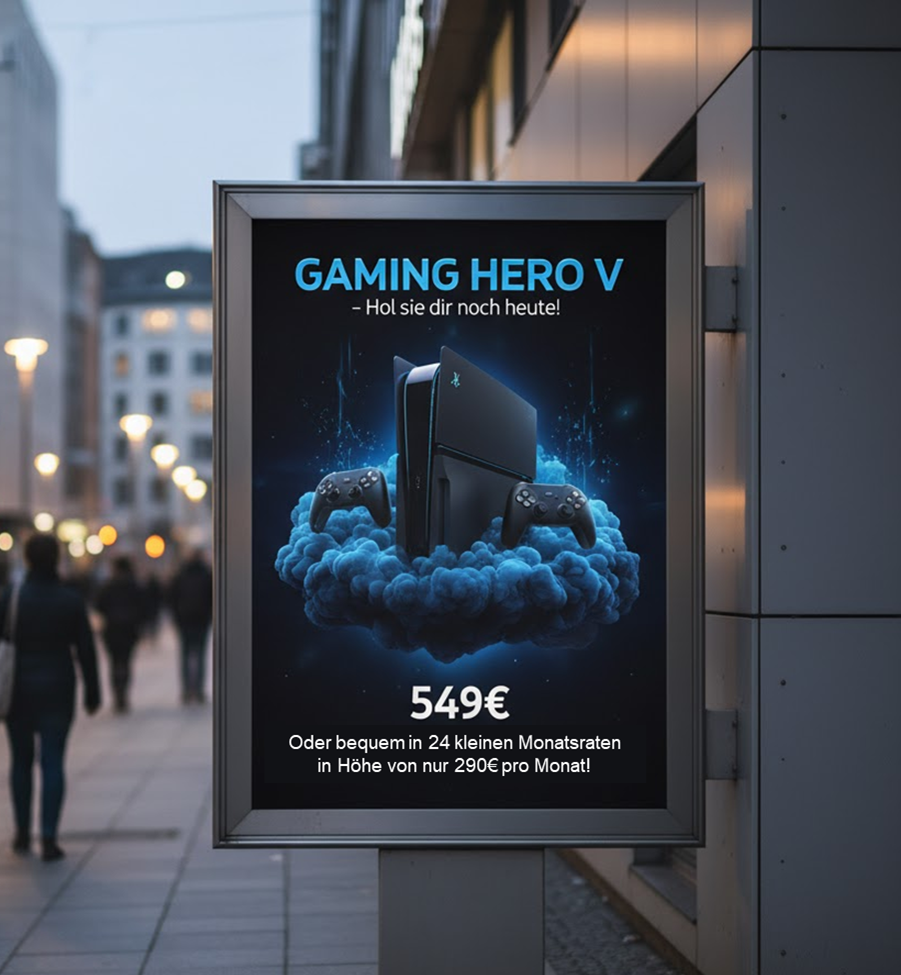 GAMING HERO V
– Hol sie dir noch heute!
549€
Oder bequem in 24 kleinen Monatsraten
in Höhe von nur 290€ pro Monat!